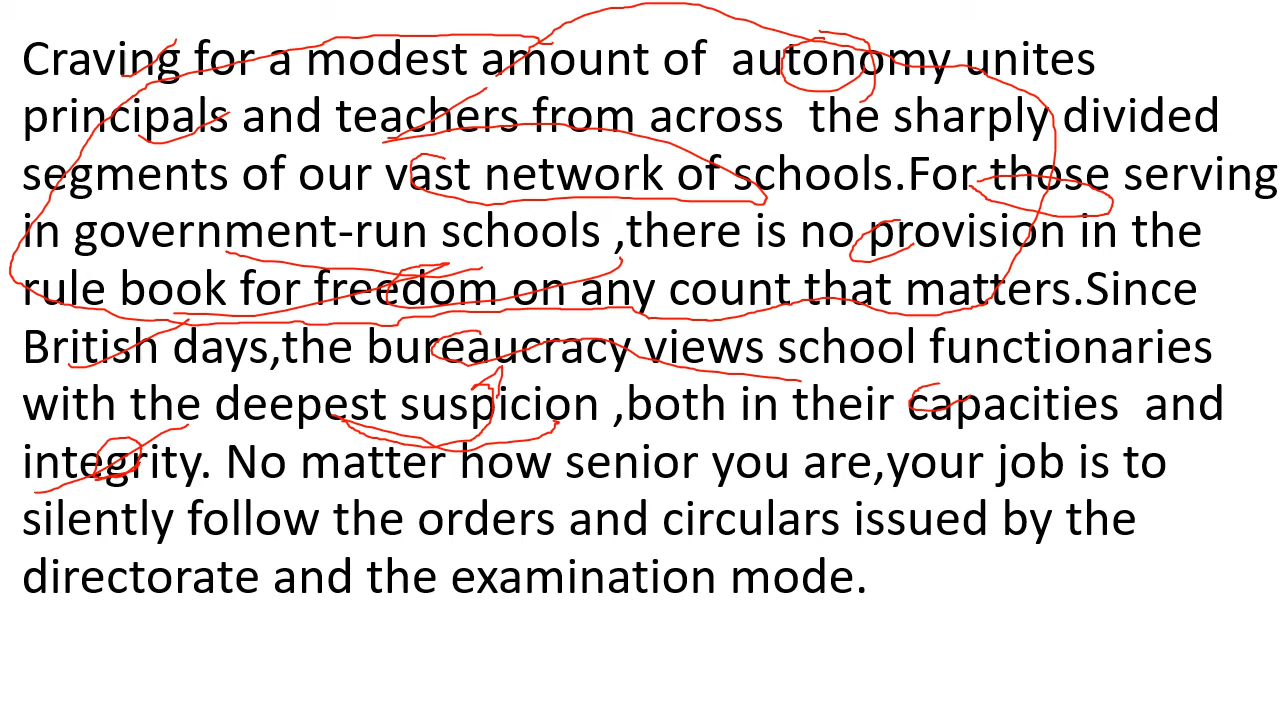 Craving for a modest amount of  autonomy unites
principals and teachers from across  the sharply divided
segments of our vast network of schools.For those serving
in government-run schools ,there is no provision in the
rule book for freedom on any count that matters.Since
British days,the bureaucracy views school functionaries
with the deepest suspicion ,both in their capacities  and
integrity. No matter how senior you are,your job is to
silently follow the orders and circulars issued by the
directorate and the examination mode.